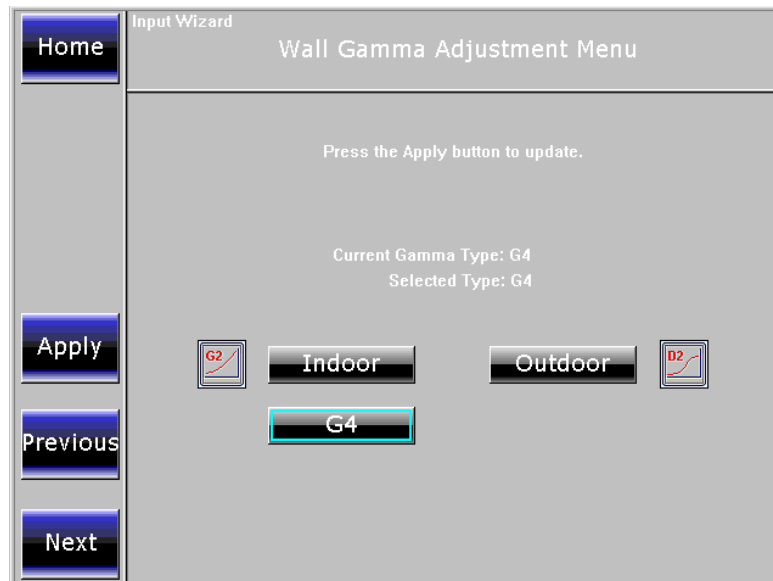 Home
Input Wizard
Wall Gamma Adjustment Menu
Press the Apply button to update.
Current Gamma Type: G4
Selected Type: G4
Apply
G2
Indoor
Outdoor
D2
G4
Previous
Next